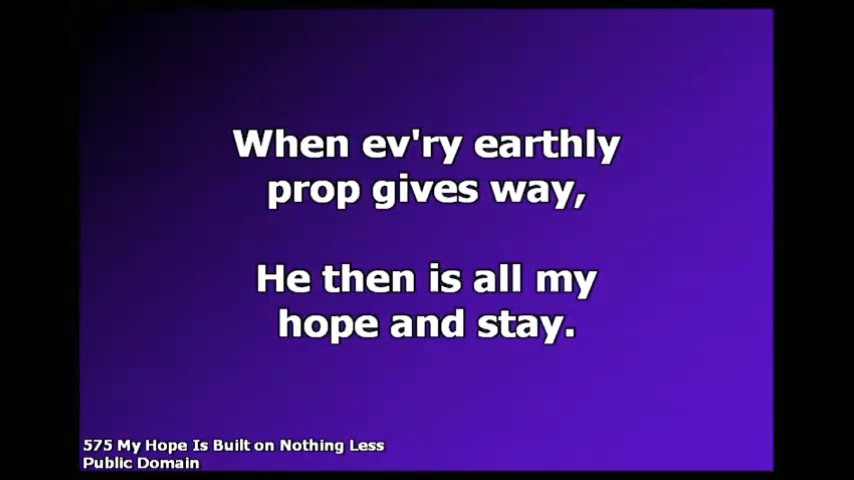 When ev'ry earthly
prop gives way,
He then is all my
hope and stay.
575 My Hope Is Built on Nothing Less
Public Domain